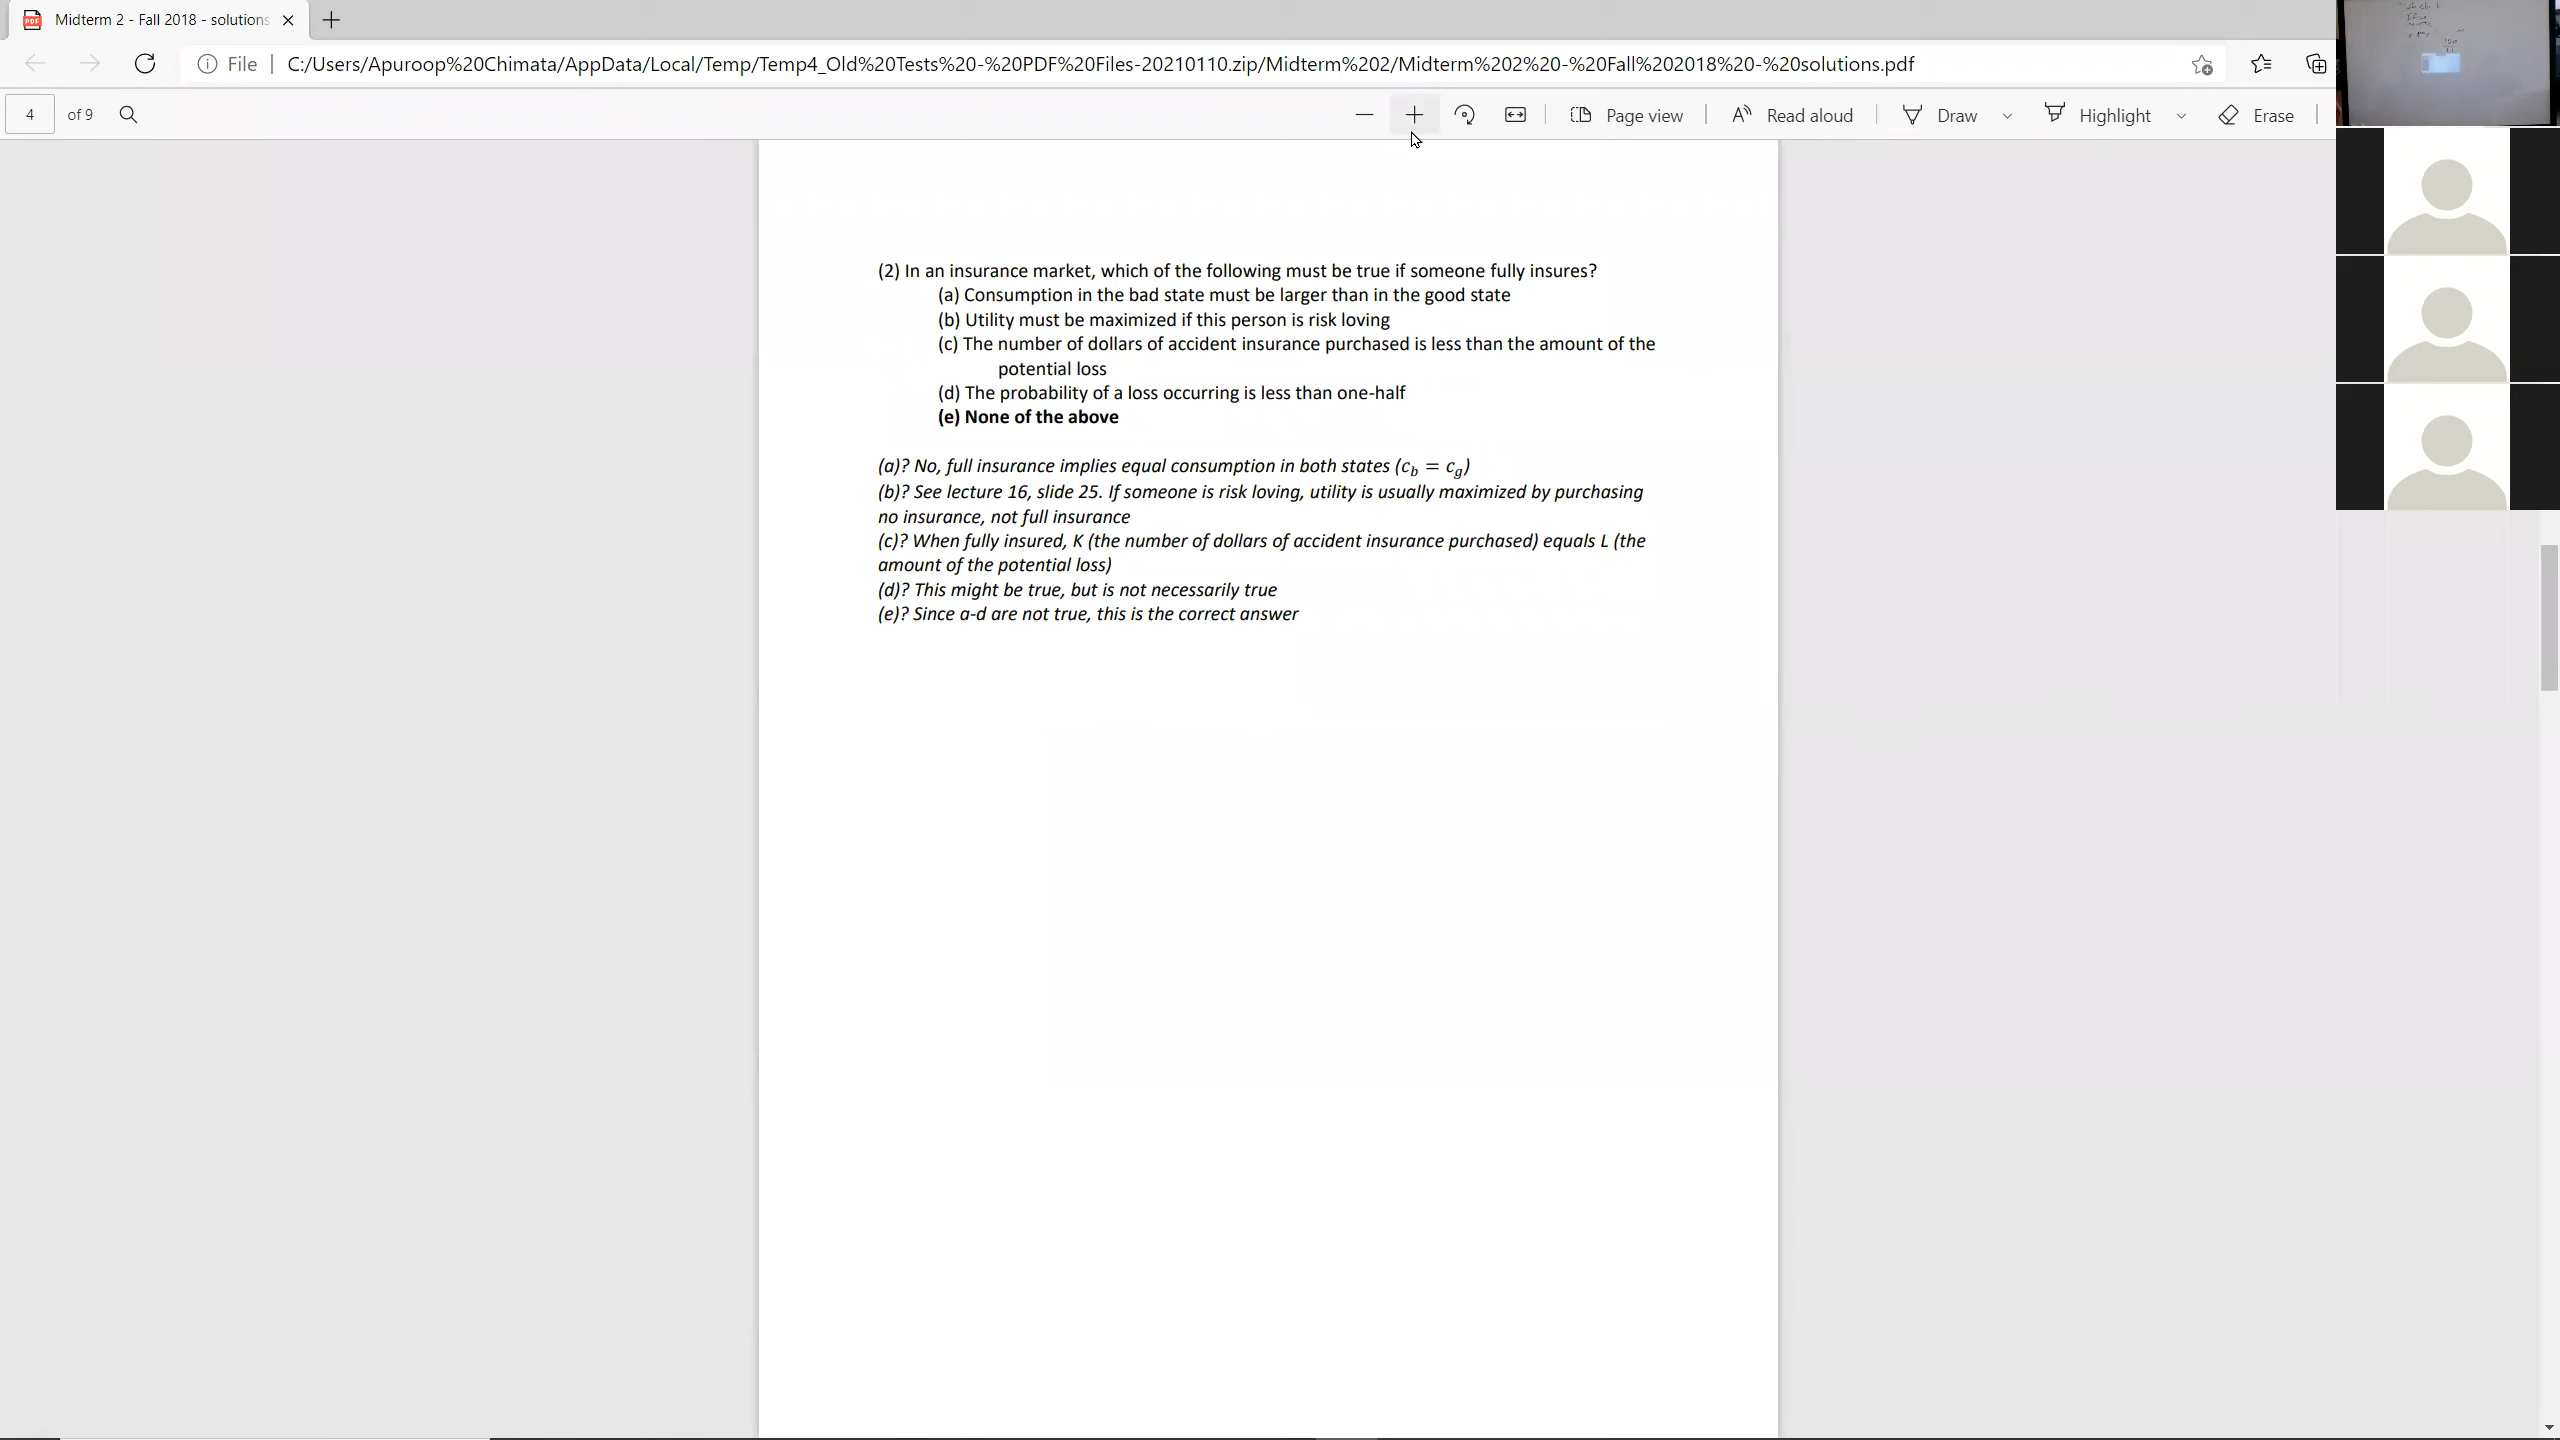 Midterm 2 - Fall 2018 - solutions
File
C:/Users/Apuroop%20Chimata/AppData/Local/Temp/Temp4_Old%20Tests%20-%20PDF%20Files-20210110.zip/Midterm%202/Midterm%202%20-%20Fall%202018%20-%20solutions.pdf
4 of 9 Page view Read aloud Draw Highlight Erase
(2) In an insurance market, which of the following must be true if someone fully insures?
(a) Consumption in the bad state must be larger than in the good state
(b) Utility must be maximized if this person is risk loving
(c) The number of dollars of accident insurance purchased is less than the amount of the
potential loss
(d) The probability of a loss occurring is less than one-half
(e) None of the above
(a)? No, full insurance implies equal consumption in both states (c_b = c_g)
(b)? See lecture 16, slide 25. If someone is risk loving, utility is usually maximized by purchasing
no insurance, not full insurance
(c)? When fully insured, K (the number of dollars of accident insurance purchased) equals L (the
amount of the potential loss)
(d)? This might be true, but is not necessarily true
(e)? Since a-d are not true, this is the correct answer